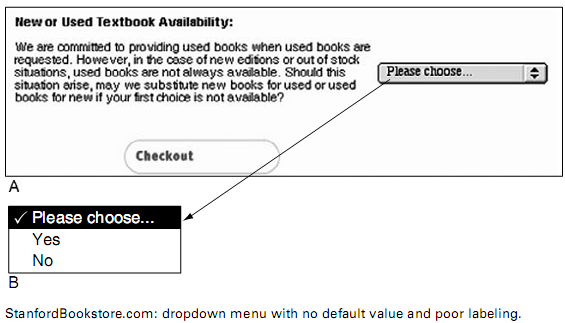 New or Used Textbook Availability:
We are committed to providing used books when used books are
requested. However, in the case of new editions or out of stock
situations, used books are not always available. Should this
situation arise, may we substitute new books for used or used
books for new if your first choice is not available?
Please choose...
Checkout
A
✓ Please choose...
Yes
No
B
StanfordBookstore.com: dropdown menu with no default value and poor labeling.